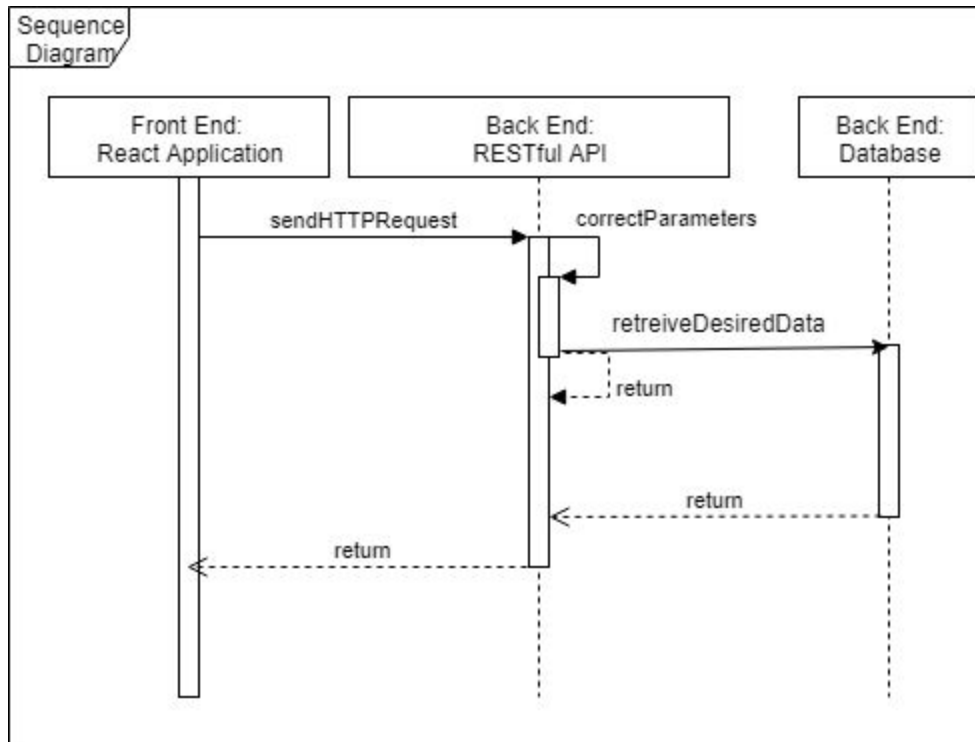 Sequence
Diagram
Front End:
React Application
Back End:
RESTful API
Back End:
Database
sendHTTPRequest
correctParameters
retreiveDesiredData
return
return
return